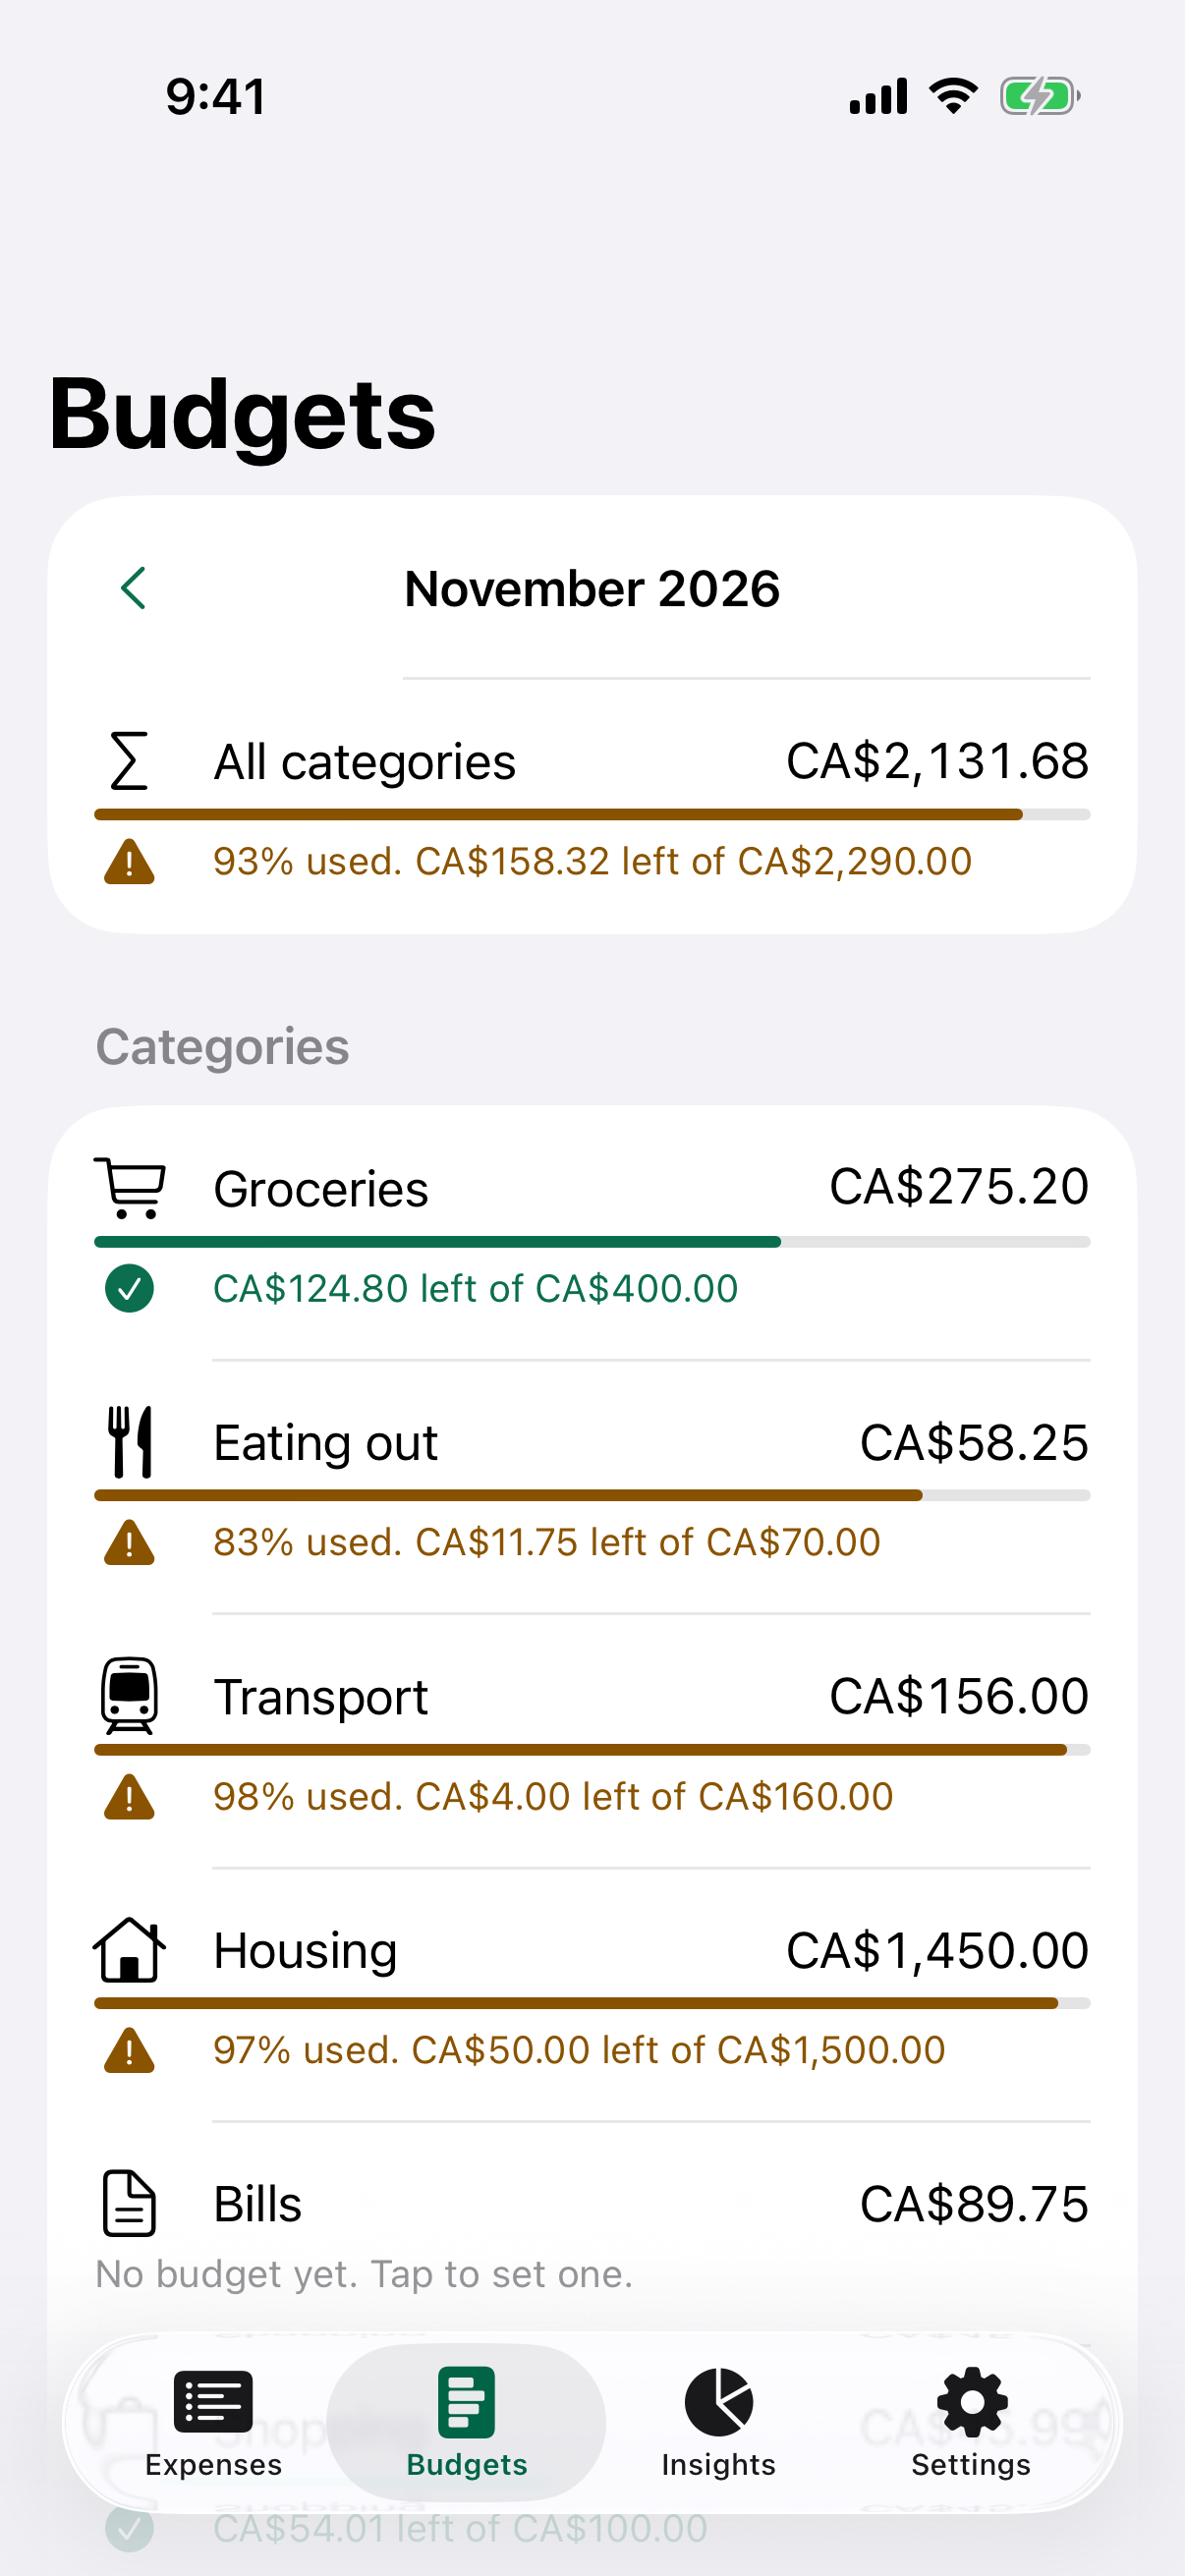 9:41
Budgets
November 2026
All categories CA$2,131.68
93% used. CA$158.32 left of CA$2,290.00
Categories
Groceries CA$275.20
CA$124.80 left of CA$400.00
Eating out CA$58.25
83% used. CA$11.75 left of CA$70.00
Transport CA$156.00
98% used. CA$4.00 left of CA$160.00
Housing CA$1,450.00
97% used. CA$50.00 left of CA$1,500.00
Bills CA$89.75
No budget yet. Tap to set one.
Expenses Budgets Insights Settings
CA$54.01 left of CA$100.00